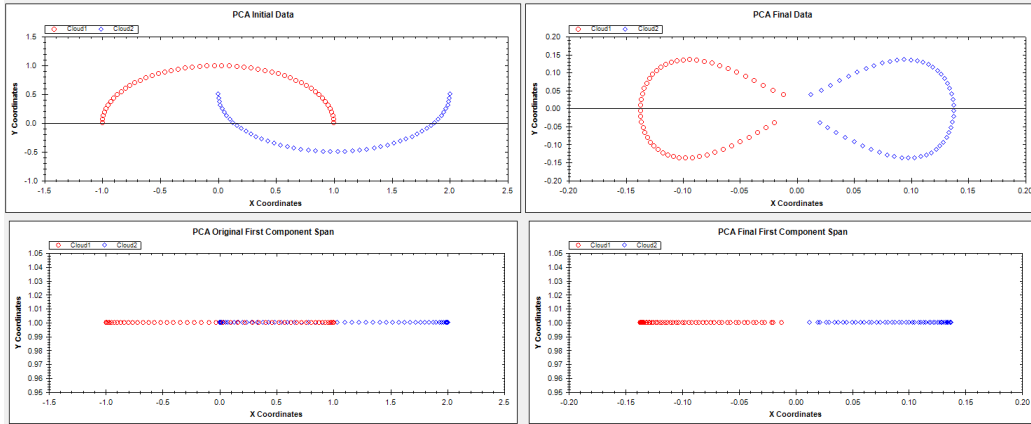 PCA Initial Data
Cloud1 Cloud2
Y Coordinates
1.5
1.0
0.5
0.0
-0.5
-1.0
-1.5 -1.0 -0.5 0.0 0.5 1.0 1.5 2.0 2.5
X Coordinates
PCA Final Data
Cloud1 Cloud2
Y Coordinates
0.20
0.15
0.10
0.05
0.00
-0.05
-0.10
-0.15
-0.20
-0.20 -0.15 -0.10 -0.05 0.00 0.05 0.10 0.15 0.20
X Coordinates
PCA Original First Component Span
Cloud1 Cloud2
Y Coordinates
1.05
1.04
1.03
1.02
1.01
1.00
0.99
0.98
0.97
0.96
0.95
-1.5 -1.0 -0.5 0.0 0.5 1.0 1.5 2.0 2.5
X Coordinates
PCA Final First Component Span
Cloud1 Cloud2
Y Coordinates
1.05
1.04
1.03
1.02
1.01
1.00
0.99
0.98
0.97
0.96
0.95
-0.20 -0.15 -0.10 -0.05 0.00 0.05 0.10 0.15 0.20
X Coordinates